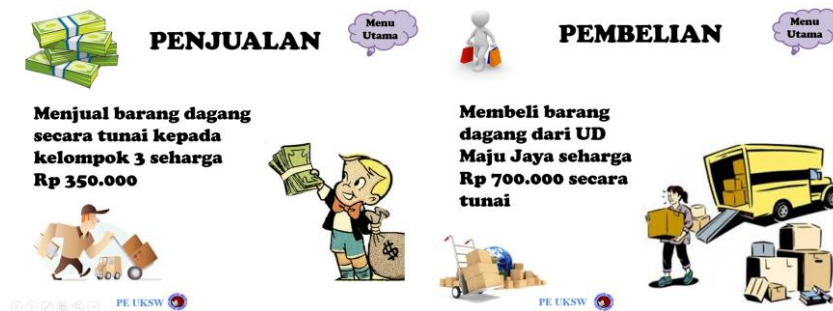 PENJUALAN
Menu
Utama
Menjual barang dagang
secara tunai kepada
kelompok 3 seharga
Rp 350.000
$
PE UKSW
PEMBELIAN
Menu
Utama
Membeli barang
dagang dari UD
Maju Jaya seharga
Rp 700.000 secara
tunai
PE UKSW